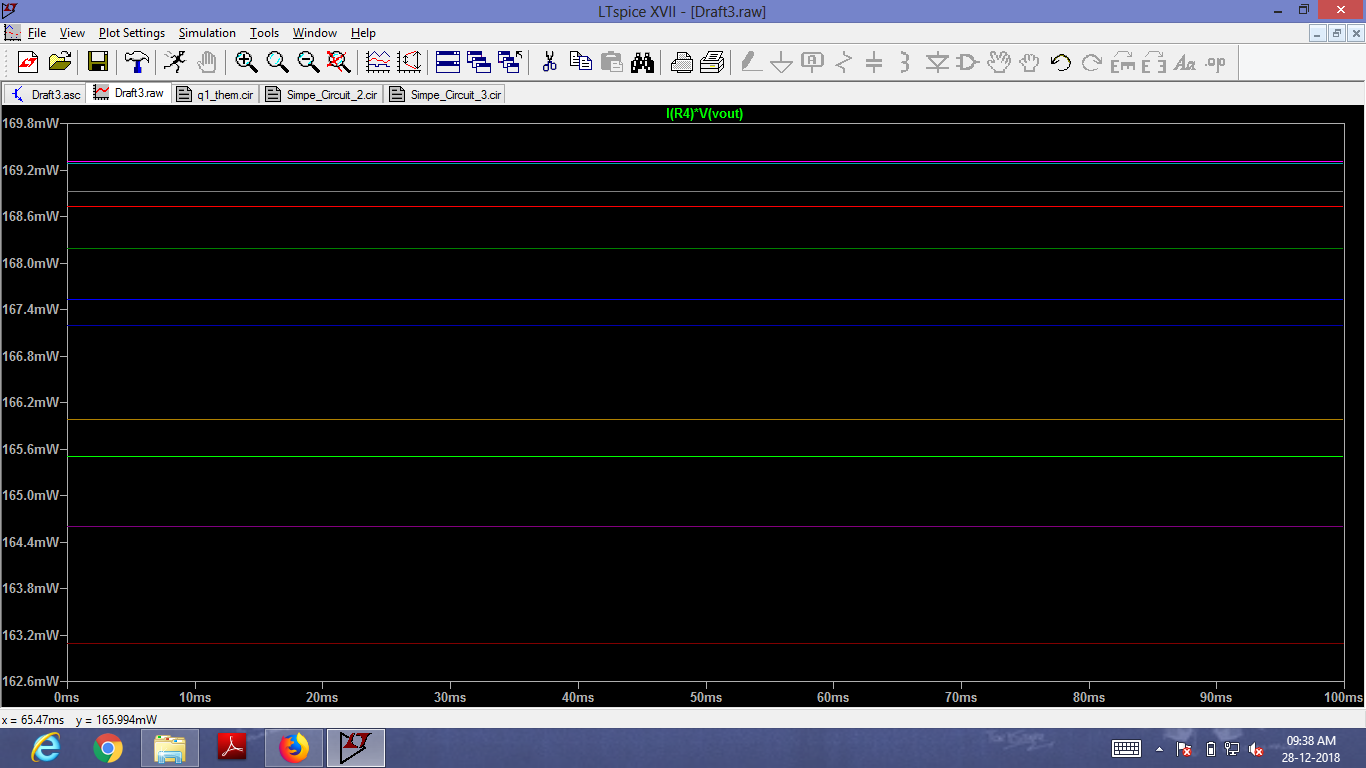 LTspice XVII - [Draft3.raw]
File View Plot Settings Simulation Tools Window Help
Draft3.asc Draft3.raw q1_them.cir Simpe_Circuit_2.cir Simpe_Circuit_3.cir
I(R4)*V(vout)
169.8mW
169.2mW
168.6mW
168.0mW
167.4mW
166.8mW
166.2mW
165.6mW
165.0mW
164.4mW
163.8mW
163.2mW
162.6mW
0ms 10ms 20ms 30ms 40ms 50ms 60ms 70ms 80ms 90ms 100ms
x = 65.47ms y = 165.994mW
09:38 AM
28-12-2018